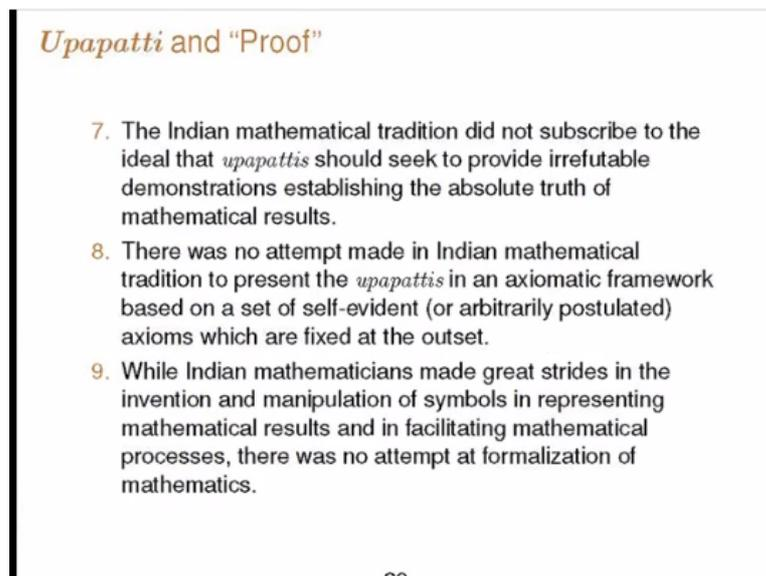 Upapatti and “Proof”
7. The Indian mathematical tradition did not subscribe to the
ideal that upapattis should seek to provide irrefutable
demonstrations establishing the absolute truth of
mathematical results.
8. There was no attempt made in Indian mathematical
tradition to present the upapattis in an axiomatic framework
based on a set of self-evident (or arbitrarily postulated)
axioms which are fixed at the outset.
9. While Indian mathematicians made great strides in the
invention and manipulation of symbols in representing
mathematical results and in facilitating mathematical
processes, there was no attempt at formalization of
mathematics.